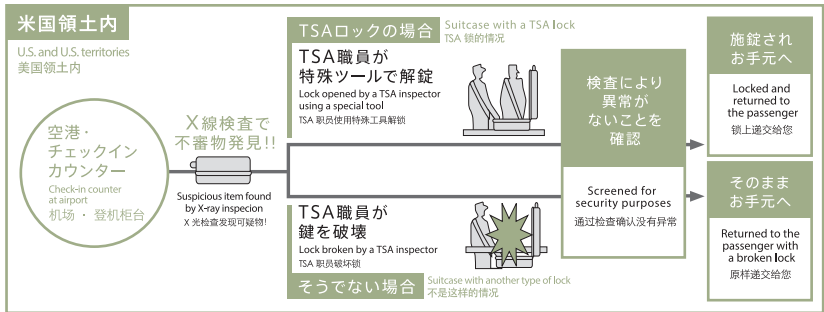 米国領土内
U.S. and U.S. territories
美国领土内
空港・
チェックイン
カウンター
Check-in counter
at airport
机场 ・ 登机柜台
X線検査で
不審物発見!!
Suspicious item found
by X-ray inspecion
X 光检查发现可疑物!
TSAロックの場合
Suitcase with a TSA lock
TSA 锁的情况
TSA職員が
特殊ツールで解錠
Lock opened by a TSA inspector
using a special tool
TSA 职员使用特殊工具解锁
TSA職員が
鍵を破壊
Lock broken by a TSA inspector
TSA 职员破坏锁
そうでない場合
Suitcase with another type of lock
不是这样的情况
検査により
異常が
ないことを
確認
Screened for
security purposes
通过检查确认没有异常
施錠され
お手元へ
Locked and
returned to
the passenger
锁上递交给您
そのまま
お手元へ
Returned to the
passenger with
a broken lock
原样递交给您